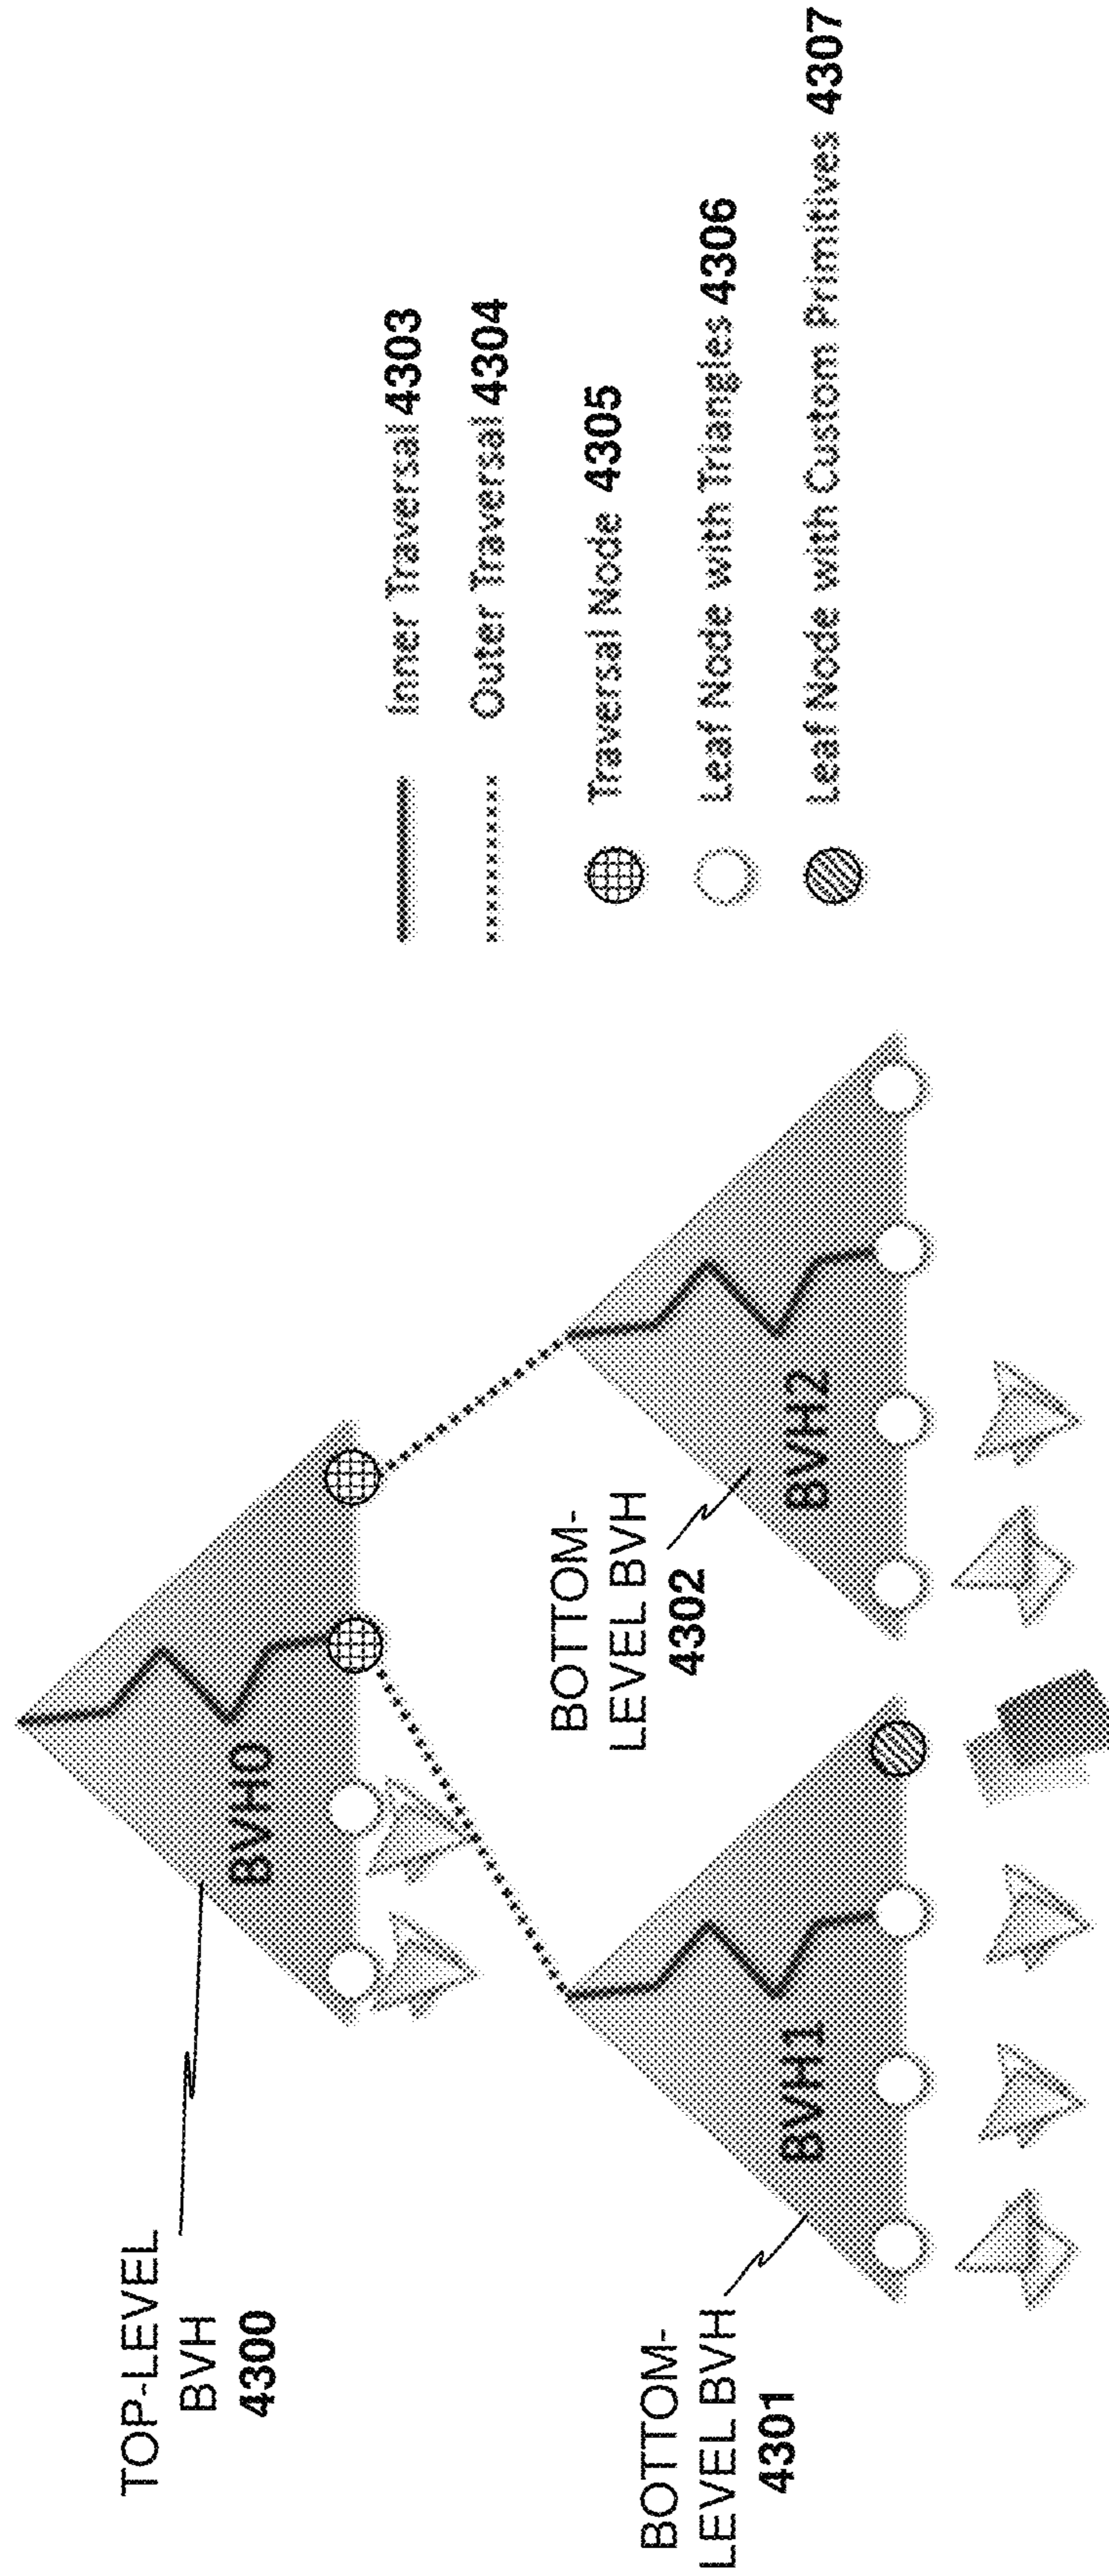 TOP-LEVEL
BVH
4300
BVH0
BOTTOM-
LEVEL BVH
4301
BVH1
BOTTOM-
LEVEL BVH
4302
BVH2
Inner Traversal 4303
Outer Traversal 4304
Traversal Node 4305
Leaf Node with Triangles 4306
Leaf Node with Custom Primitives 4307